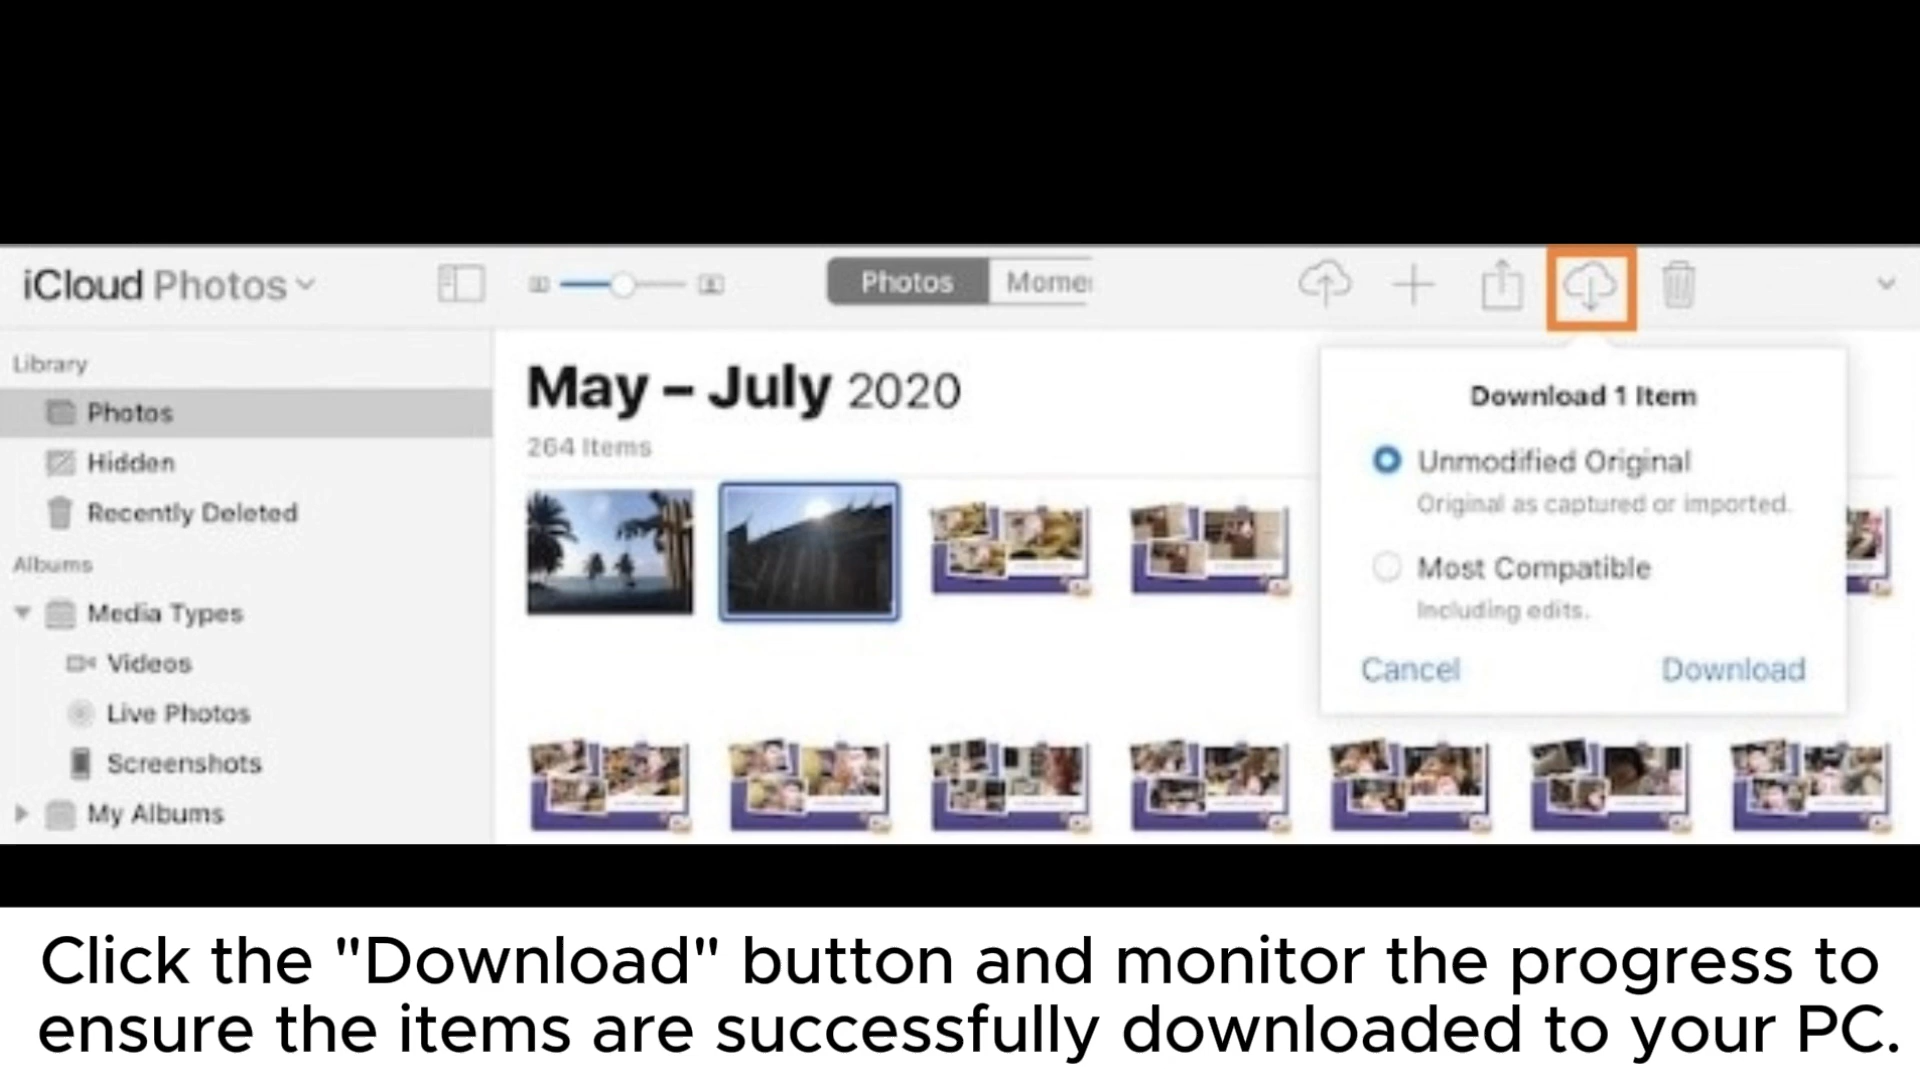 iCloud Photos
Photos
Mome
Library
Photos
Hidden
Recently Deleted
Albums
Media Types
Videos
Live Photos
Screenshots
My Albums
May – July 2020
264 Items
Download 1 Item
Unmodified Original
Original as captured or imported.
Most Compatible
Including edits.
Cancel
Download
Click the "Download" button and monitor the progress to
ensure the items are successfully downloaded to your PC.